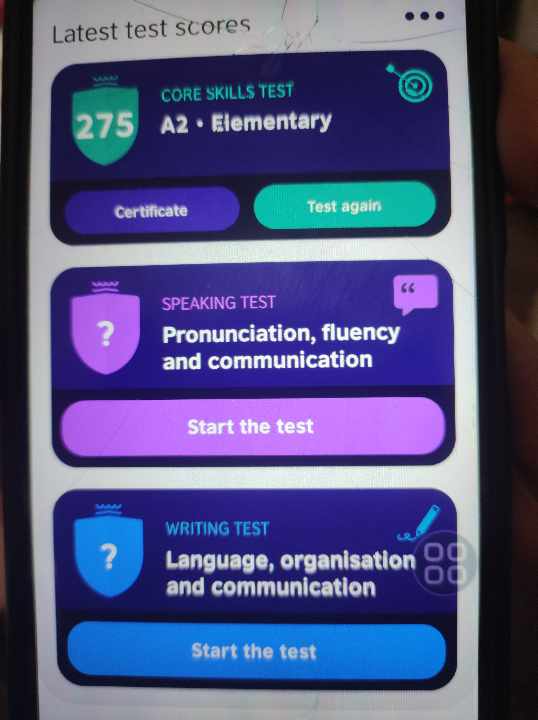 Latest test scores
CORE SKILLS TEST
275
A2 • Elementary
Certificate
Test again
“
SPEAKING TEST
?
Pronunciation, fluency
and communication
Start the test
WRITING TEST
?
Language, organisation
and communication
Start the test